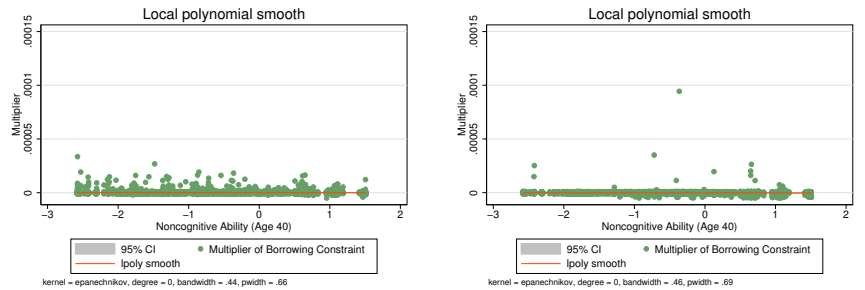 Local polynomial smooth
.00015
.0001
.00005
0
Multiplier
−3 −2 −1 0 1 2
Noncognitive Ability (Age 40)
95% CI Multiplier of Borrowing Constraint
lpoly smooth
kernel = epanechnikov, degree = 0, bandwidth = .44, pwidth = .66
Local polynomial smooth
.00015
.0001
.00005
0
Multiplier
−3 −2 −1 0 1 2
Noncognitive Ability (Age 40)
95% CI Multiplier of Borrowing Constraint
lpoly smooth
kernel = epanechnikov, degree = 0, bandwidth = .46, pwidth = .69